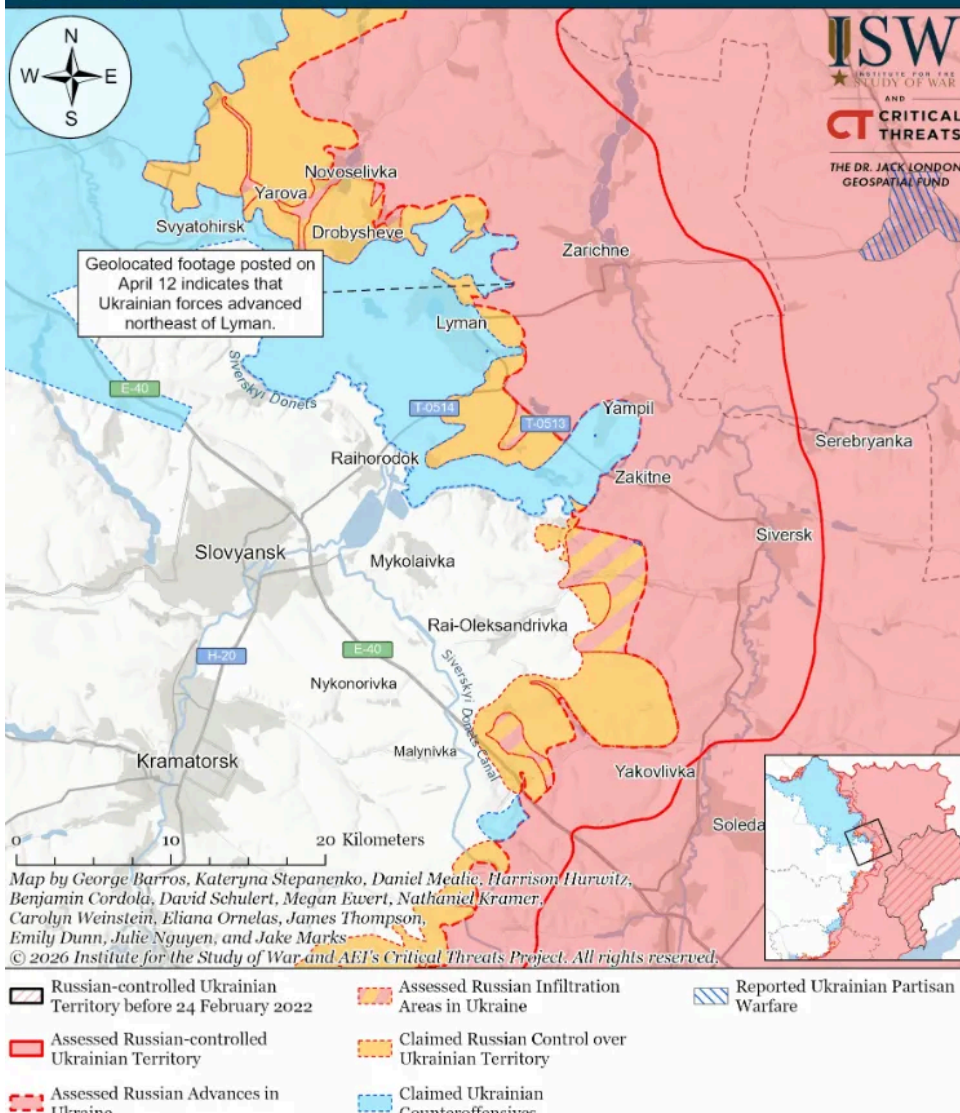 N
W
E
S
ISW
INSTITUTE FOR THE
STUDY OF WAR
AND
CT CRITICAL
THREATS
THE DR. JACK LONDON
GEOSPATIAL FUND
Novoselivka
Yarova
Svyatohirsk
Drobysheve
Zarichne
Geolocated footage posted on
April 12 indicates that
Ukrainian forces advanced
northeast of Lyman.
Lyman
Siverskyi Donets
E-40
T-0514
T-0513
Yampil
Serebryanka
Raihorodok
Zakitne
Siversk
Slovyansk
Mykolaivka
Rai-Oleksandrivka
H-20
E-40
Siverskyi Donets Canal
Nykonorivka
Malynivka
Kramatorsk
Yakovlivka
Soleda
0 10 20 Kilometers
Map by George Barros, Kateryna Stepanenko, Daniel Mealie, Harrison Hurwitz,
Benjamin Cordola, David Schulert, Megan Ewert, Nathaniel Kramer,
Carolyn Weinstein, Eliana Ornelas, James Thompson,
Emily Dunn, Julie Nguyen, and Jake Marks
© 2026 Institute for the Study of War and AEI's Critical Threats Project. All rights reserved.
Russian-controlled Ukrainian
Territory before 24 February 2022
Assessed Russian-controlled
Ukrainian Territory
Assessed Russian Advances in
Ukraine
Assessed Russian Infiltration
Areas in Ukraine
Claimed Russian Control over
Ukrainian Territory
Claimed Ukrainian
Counteroffensives
Reported Ukrainian Partisan
Warfare